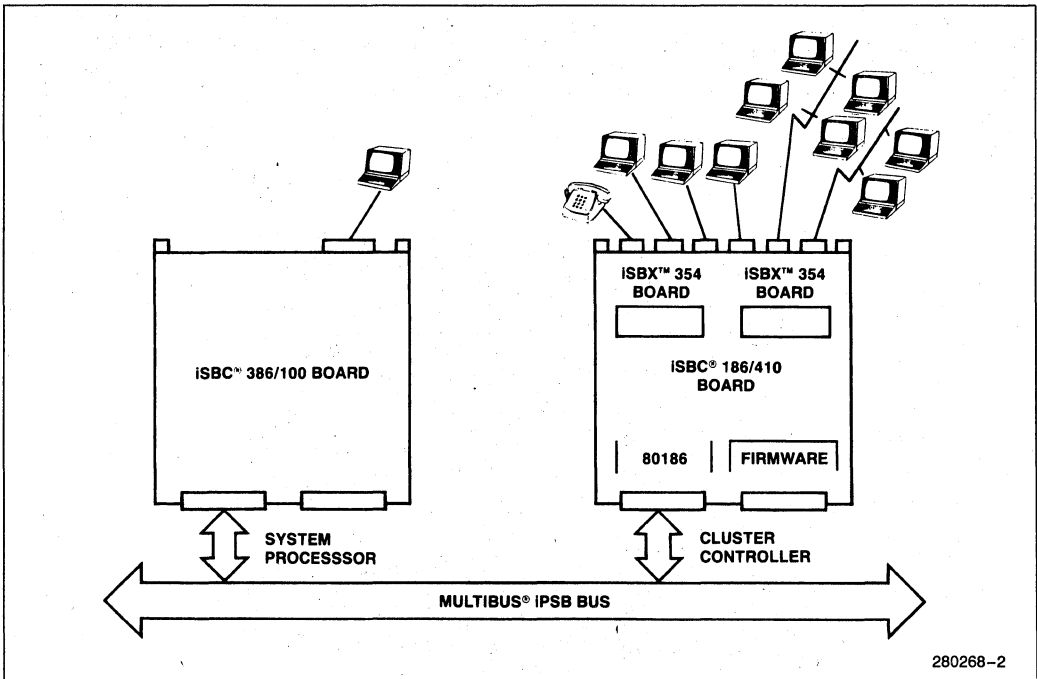 iSBX™ 354
BOARD
iSBX™ 354
BOARD
iSBC® 386/100 BOARD
iSBC® 186/410
BOARD
80186
FIRMWARE
SYSTEM
PROCESSSOR
CLUSTER
CONTROLLER
MULTIBUS® iPSB BUS
280268-2